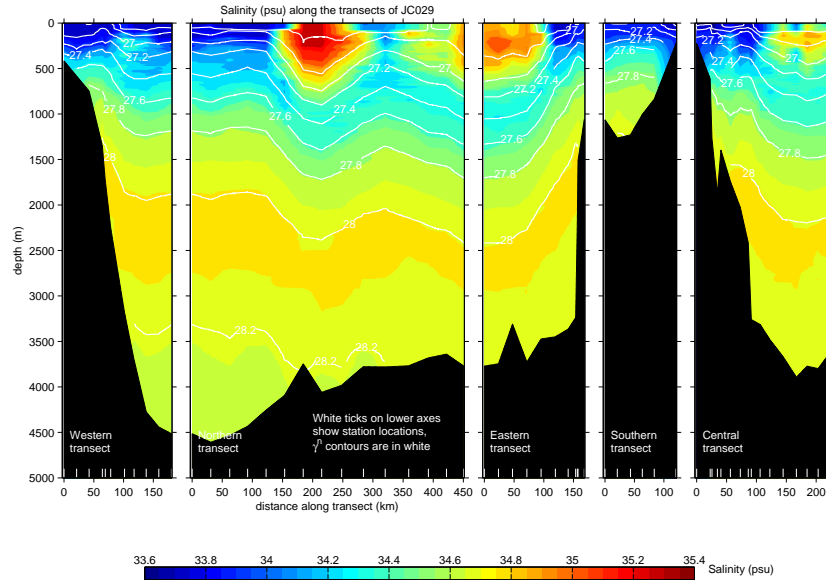 Salinity (psu) along the transects of JC029
0
500
1000
1500
2000
2500
3000
3500
4000
4500
5000
depth (m)
27
27.2
27.4
27.6
27.8
28
28.2
Western
transect
27.2
27.4
27.6
27.8
28
28.2
28.2
Northern
transect
White ticks on lower axes
show station locations,
γⁿ contours are in white
27.4
27.2
27.6
27.8
28
Eastern
transect
27.2
27.4
27.6
27.8
Southern
transect
27.2
27.4
27.6
27.8
28
Central
transect
0 50 100 150
0 50 100 150 200 250 300 350 400 450
0 50 100 150
0 50 100
0 50 100 150 200
distance along transect (km)
33.6 33.8 34 34.2 34.4 34.6 34.8 35 35.2 35.4
Salinity (psu)